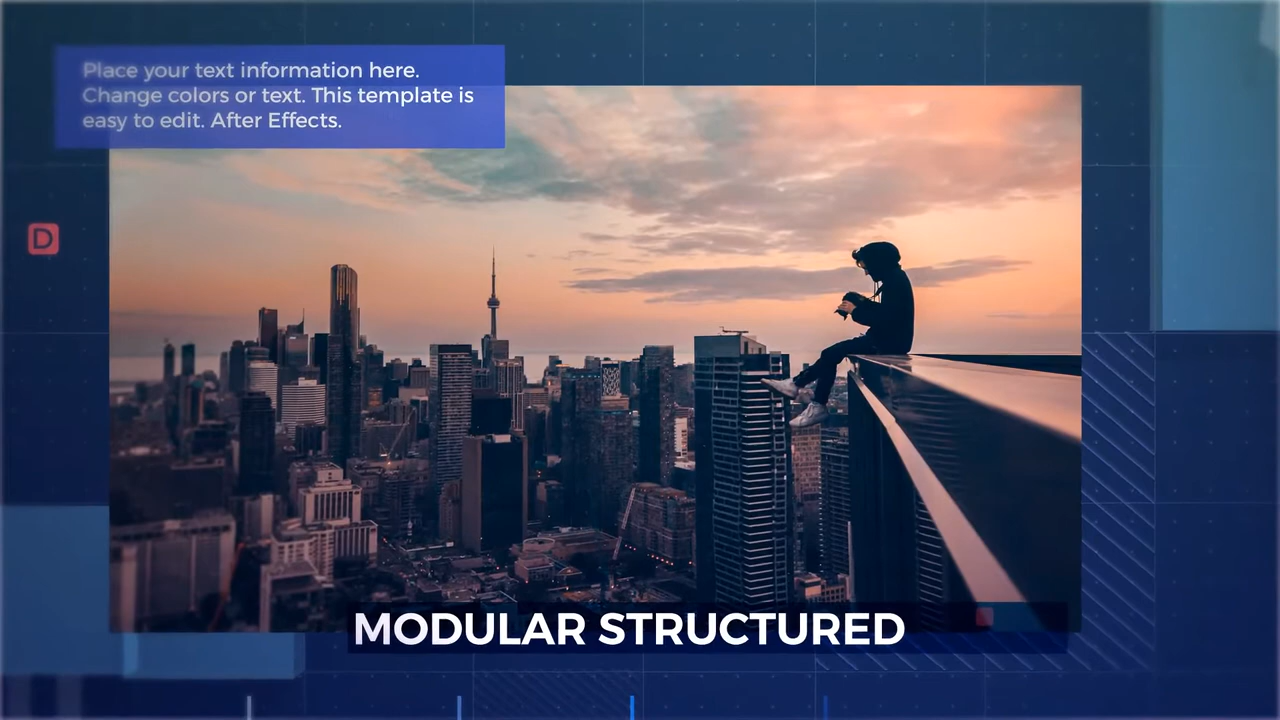 Place your text information here.
Change colors or text. This template is
easy to edit. After Effects.
D
MODULAR STRUCTURED